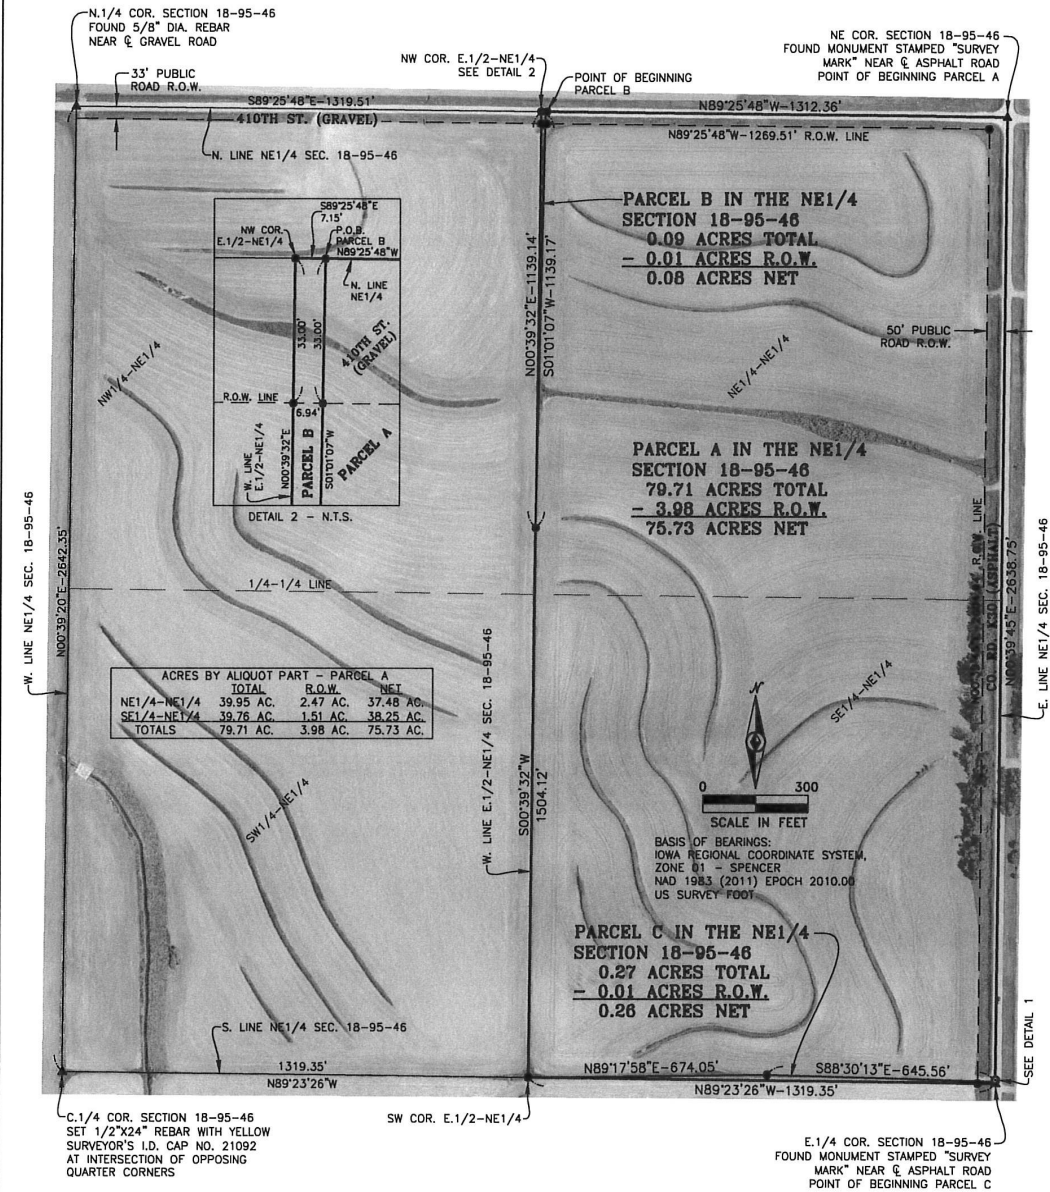 N.1/4 COR. SECTION 18-95-46
FOUND 5/8" DIA. REBAR
NEAR ℄ GRAVEL ROAD
33' PUBLIC
ROAD R.O.W.
NW COR. E.1/2-NE1/4
SEE DETAIL 2
POINT OF BEGINNING
PARCEL B
NE COR. SECTION 18-95-46
FOUND MONUMENT STAMPED "SURVEY
MARK" NEAR ℄ ASPHALT ROAD
POINT OF BEGINNING PARCEL A
S89°25'48"E-1319.51'
410TH ST. (GRAVEL)
N. LINE NE1/4 SEC. 18-95-46
N89°25'48"W-1312.36'
N89°25'48"W-1269.51' R.O.W. LINE
S89°25'48"E
7.15'
NW COR.
E.1/2-NE1/4
P.O.B.
PARCEL B
N89°25'48"W
N. LINE
NE1/4
33.00'
33.00'
410TH ST.
(GRAVEL)
R.O.W. LINE
6.94'
W. LINE
E.1/2-NE1/4
N00°39'32"E
PARCEL B
S01°01'07"W
PARCEL A
DETAIL 2 - N.T.S.
N00°39'32"E-1139.14'
S01°01'07"W-1139.17'
PARCEL B IN THE NE1/4
SECTION 18-95-46
0.09 ACRES TOTAL
- 0.01 ACRES R.O.W.
0.08 ACRES NET
50' PUBLIC
ROAD R.O.W.
NW1/4-NE1/4
NE1/4-NE1/4
PARCEL A IN THE NE1/4
SECTION 18-95-46
79.71 ACRES TOTAL
- 3.98 ACRES R.O.W.
75.73 ACRES NET
W. LINE NE1/4 SEC. 18-95-46
N00°39'20"E-2642.35'
1/4-1/4 LINE
R.O.W. LINE
CO. RD. K30 (ASPHALT)
N00°39'45"E-2638.75'
E. LINE NE1/4 SEC. 18-95-46
ACRES BY ALIQUOT PART - PARCEL A
TOTAL R.O.W. NET
NE1/4-NE1/4 39.95 AC. 2.47 AC. 37.48 AC.
SE1/4-NE1/4 39.76 AC. 1.51 AC. 38.25 AC.
TOTALS 79.71 AC. 3.98 AC. 75.73 AC.
W. LINE E.1/2-NE1/4 SEC. 18-95-46
S00°39'32"W
1504.12'
SW1/4-NE1/4
SE1/4-NE1/4
N
0 300
SCALE IN FEET
BASIS OF BEARINGS:
IOWA REGIONAL COORDINATE SYSTEM,
ZONE 01 - SPENCER
NAD 1983 (2011) EPOCH 2010.00
US SURVEY FOOT
PARCEL C IN THE NE1/4
SECTION 18-95-46
0.27 ACRES TOTAL
- 0.01 ACRES R.O.W.
0.26 ACRES NET
S. LINE NE1/4 SEC. 18-95-46
1319.35'
N89°23'26"W
N89°17'58"E-674.05'
S88°30'13"E-645.56'
N89°23'26"W-1319.35'
SEE DETAIL 1
C.1/4 COR. SECTION 18-95-46
SET 1/2"X24" REBAR WITH YELLOW
SURVEYOR'S I.D. CAP NO. 21092
AT INTERSECTION OF OPPOSING
QUARTER CORNERS
SW COR. E.1/2-NE1/4
E.1/4 COR. SECTION 18-95-46
FOUND MONUMENT STAMPED "SURVEY
MARK" NEAR ℄ ASPHALT ROAD
POINT OF BEGINNING PARCEL C